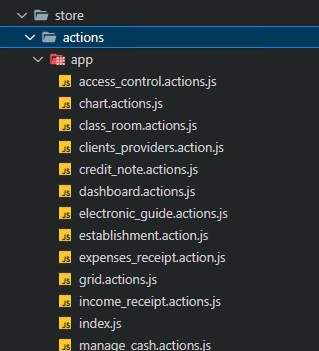 store
actions
app
access_control.actions.js
chart.actions.js
class_room.actions.js
clients_providers.action.js
credit_note.actions.js
dashboard.actions.js
electronic_guide.actions.js
establishment.action.js
expenses_receipt.action.js
grid.actions.js
income_receipt.actions.js
index.js
manage_cash.actions.js